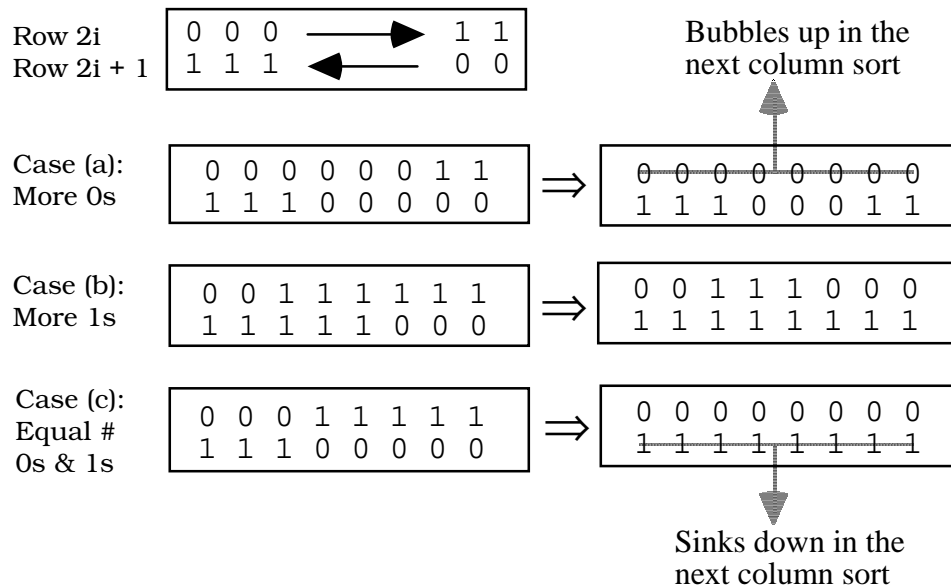 Row 2i
Row 2i + 1
0 0 0 1 1
1 1 1 0 0
Bubbles up in the
next column sort
Case (a):
More 0s
0 0 0 0 0 0 1 1
1 1 1 0 0 0 0 0
⇒
0 0 0 0 0 0 0 0
1 1 1 0 0 0 1 1
Case (b):
More 1s
0 0 1 1 1 1 1 1
1 1 1 1 1 0 0 0
⇒
0 0 1 1 1 0 0 0
1 1 1 1 1 1 1 1
Case (c):
Equal #
0s & 1s
0 0 0 1 1 1 1 1
1 1 1 0 0 0 0 0
⇒
0 0 0 0 0 0 0 0
1 1 1 1 1 1 1 1
Sinks down in the
next column sort